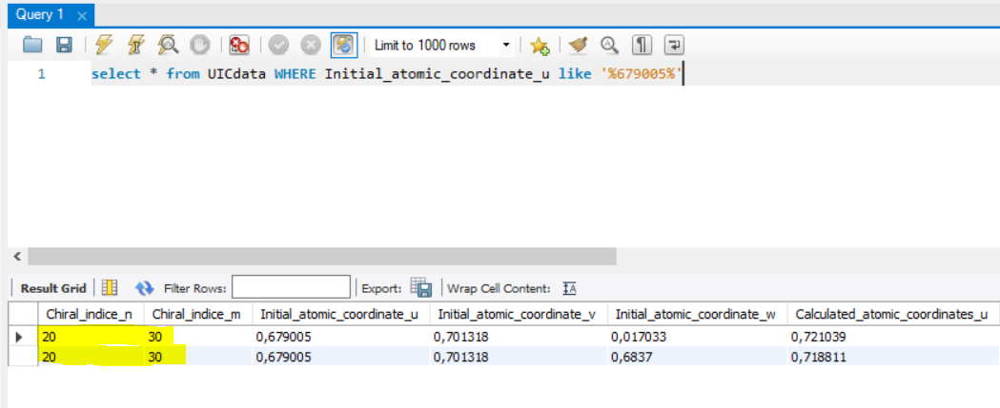 Query 1
Limit to 1000 rows
1 select * from UICdata WHERE Initial_atomic_coordinate_u like '%679005%'
Result Grid Filter Rows: Export: Wrap Cell Content:
Chiral_indice_n Chiral_indice_m Initial_atomic_coordinate_u Initial_atomic_coordinate_v Initial_atomic_coordinate_w Calculated_atomic_coordinates_u
20 30 0,679005 0,701318 0,017033 0,721039
20 30 0,679005 0,701318 0,6837 0,718811